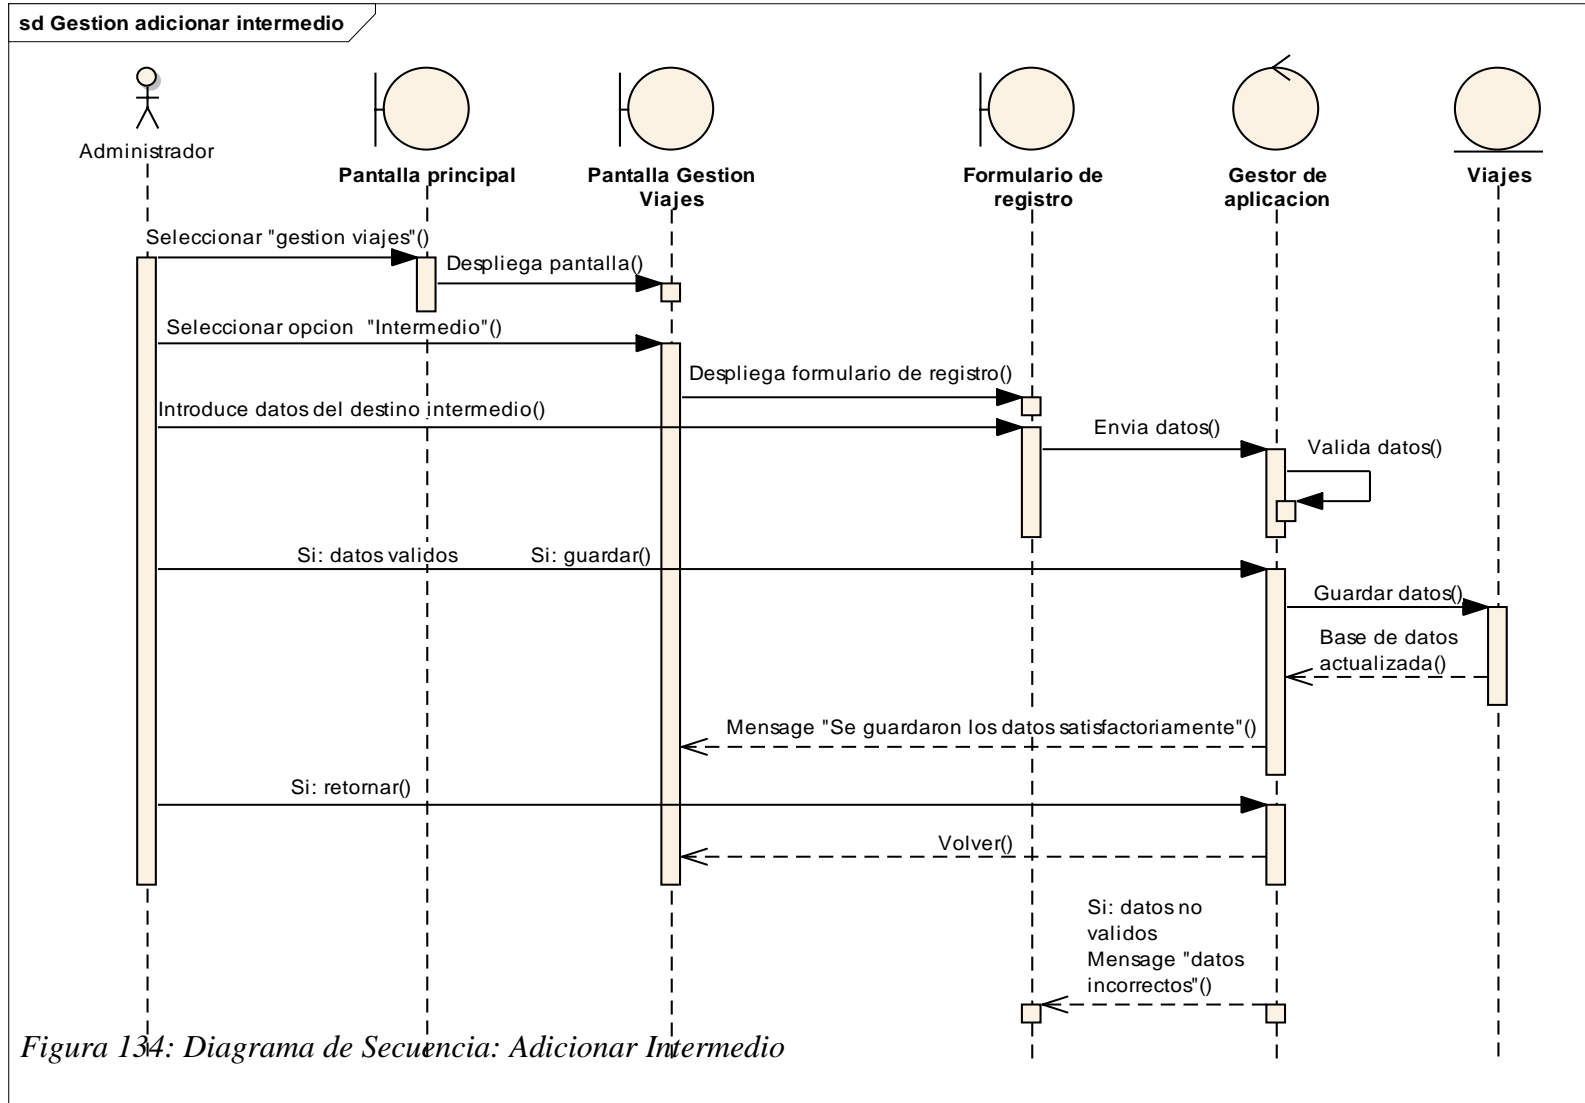 sd Gestion adicionar intermedio
Administrador
Pantalla principal
Pantalla Gestion
Viajes
Formulario de
registro
Gestor de
aplicacion
Viajes
Seleccionar "gestion viajes"()
Despliega pantalla()
Seleccionar opcion "Intermedio"()
Despliega formulario de registro()
Introduce datos del destino intermedio()
Envia datos()
Valida datos()
Si: datos validos
Si: guardar()
Guardar datos()
Base de datos
actualizada()
Mensage "Se guardaron los datos satisfactoriamente"()
Si: retornar()
Volver()
Si: datos no
validos
Mensage "datos
incorrectos"()
Figura 134: Diagrama de Secuencia: Adicionar Intermedio